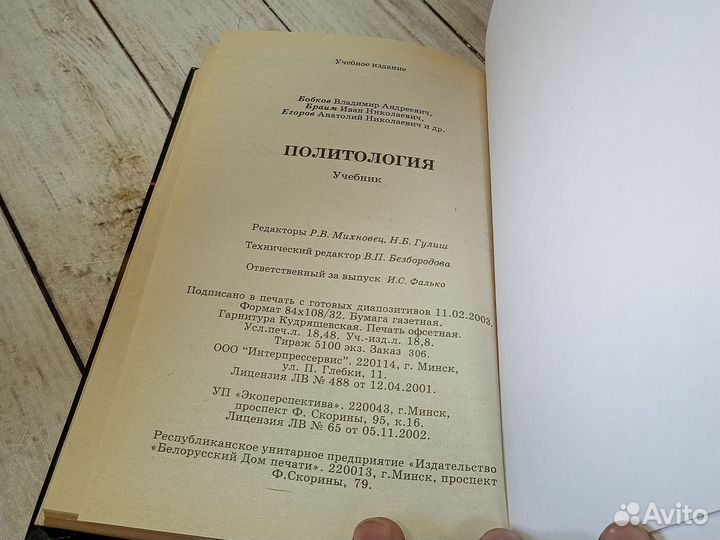 Учебное издание
Бобков Владимир Андреевич,
Браим Иван Николаевич,
Егоров Анатолий Николаевич и др.
ПОЛИТОЛОГИЯ
Учебник
Редакторы Р.В. Михновец, Н.Б. Гулиш
Технический редактор В.П. Безбородова
Ответственный за выпуск И.С. Фалько
Подписано в печать с готовых диапозитивов 11.02.2003.
Формат 84х108/32. Бумага газетная.
Гарнитура Кудряшевская. Печать офсетная.
Усл.печ.л. 18,48. Уч.-изд.л. 18,8.
Тираж 5100 экз. Заказ 306.
ООО "Интерпрессервис". 220114, г. Минск,
ул. П. Глебки, 11.
Лицензия ЛВ № 488 от 12.04.2001.
УП «Экоперспектива». 220043, г.Минск,
проспект Ф. Скорины, 95, к.16.
Лицензия ЛВ № 65 от 05.11.2002.
Республиканское унитарное предприятие «Издательство
«Белорусский Дом печати». 220013, г.Минск, проспект
Ф.Скорины, 79.
Avito